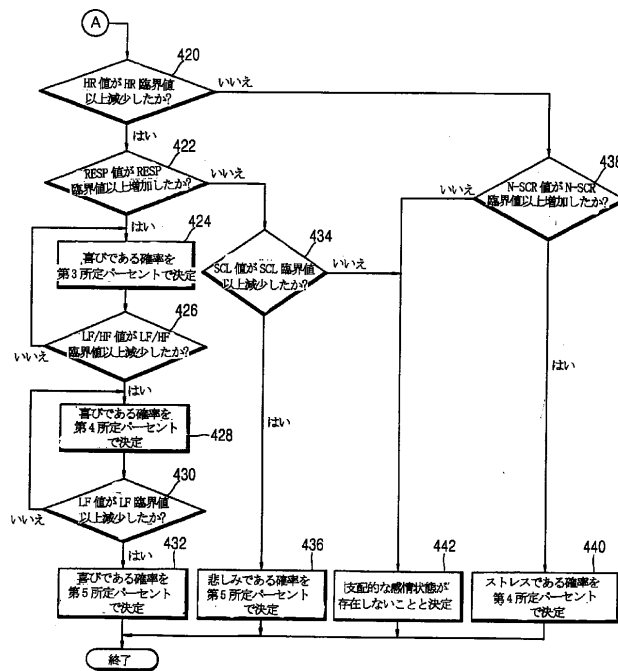 A
420
HR 値が HR 臨界値
以上減少したか?
いいえ
はい
422
RESP 値が RESP
臨界値以上増加したか?
いいえ
438
N-SCR 値が N-SCR
臨界値以上増加したか?
いいえ
はい
424
喜びである確率を
第3所定パーセント
で決定
434
SCL 値が SCL 臨界値
以上減少したか?
いいえ
426
LF/HF 値が LF/HF
臨界値以上減少したか?
いいえ
はい
はい
はい
喜びである確率を
第4所定パーセント
で決定
428
430
LF 値が LF 臨界値
以上減少したか?
いいえ
はい
432
喜びである確率を
第5所定パーセント
で決定
436
悲しみである確率を
第5所定パーセント
で決定
442
支配的な感情状態が
存在しないことと決定
440
ストレスである確率を
第4所定パーセント
で決定
終了